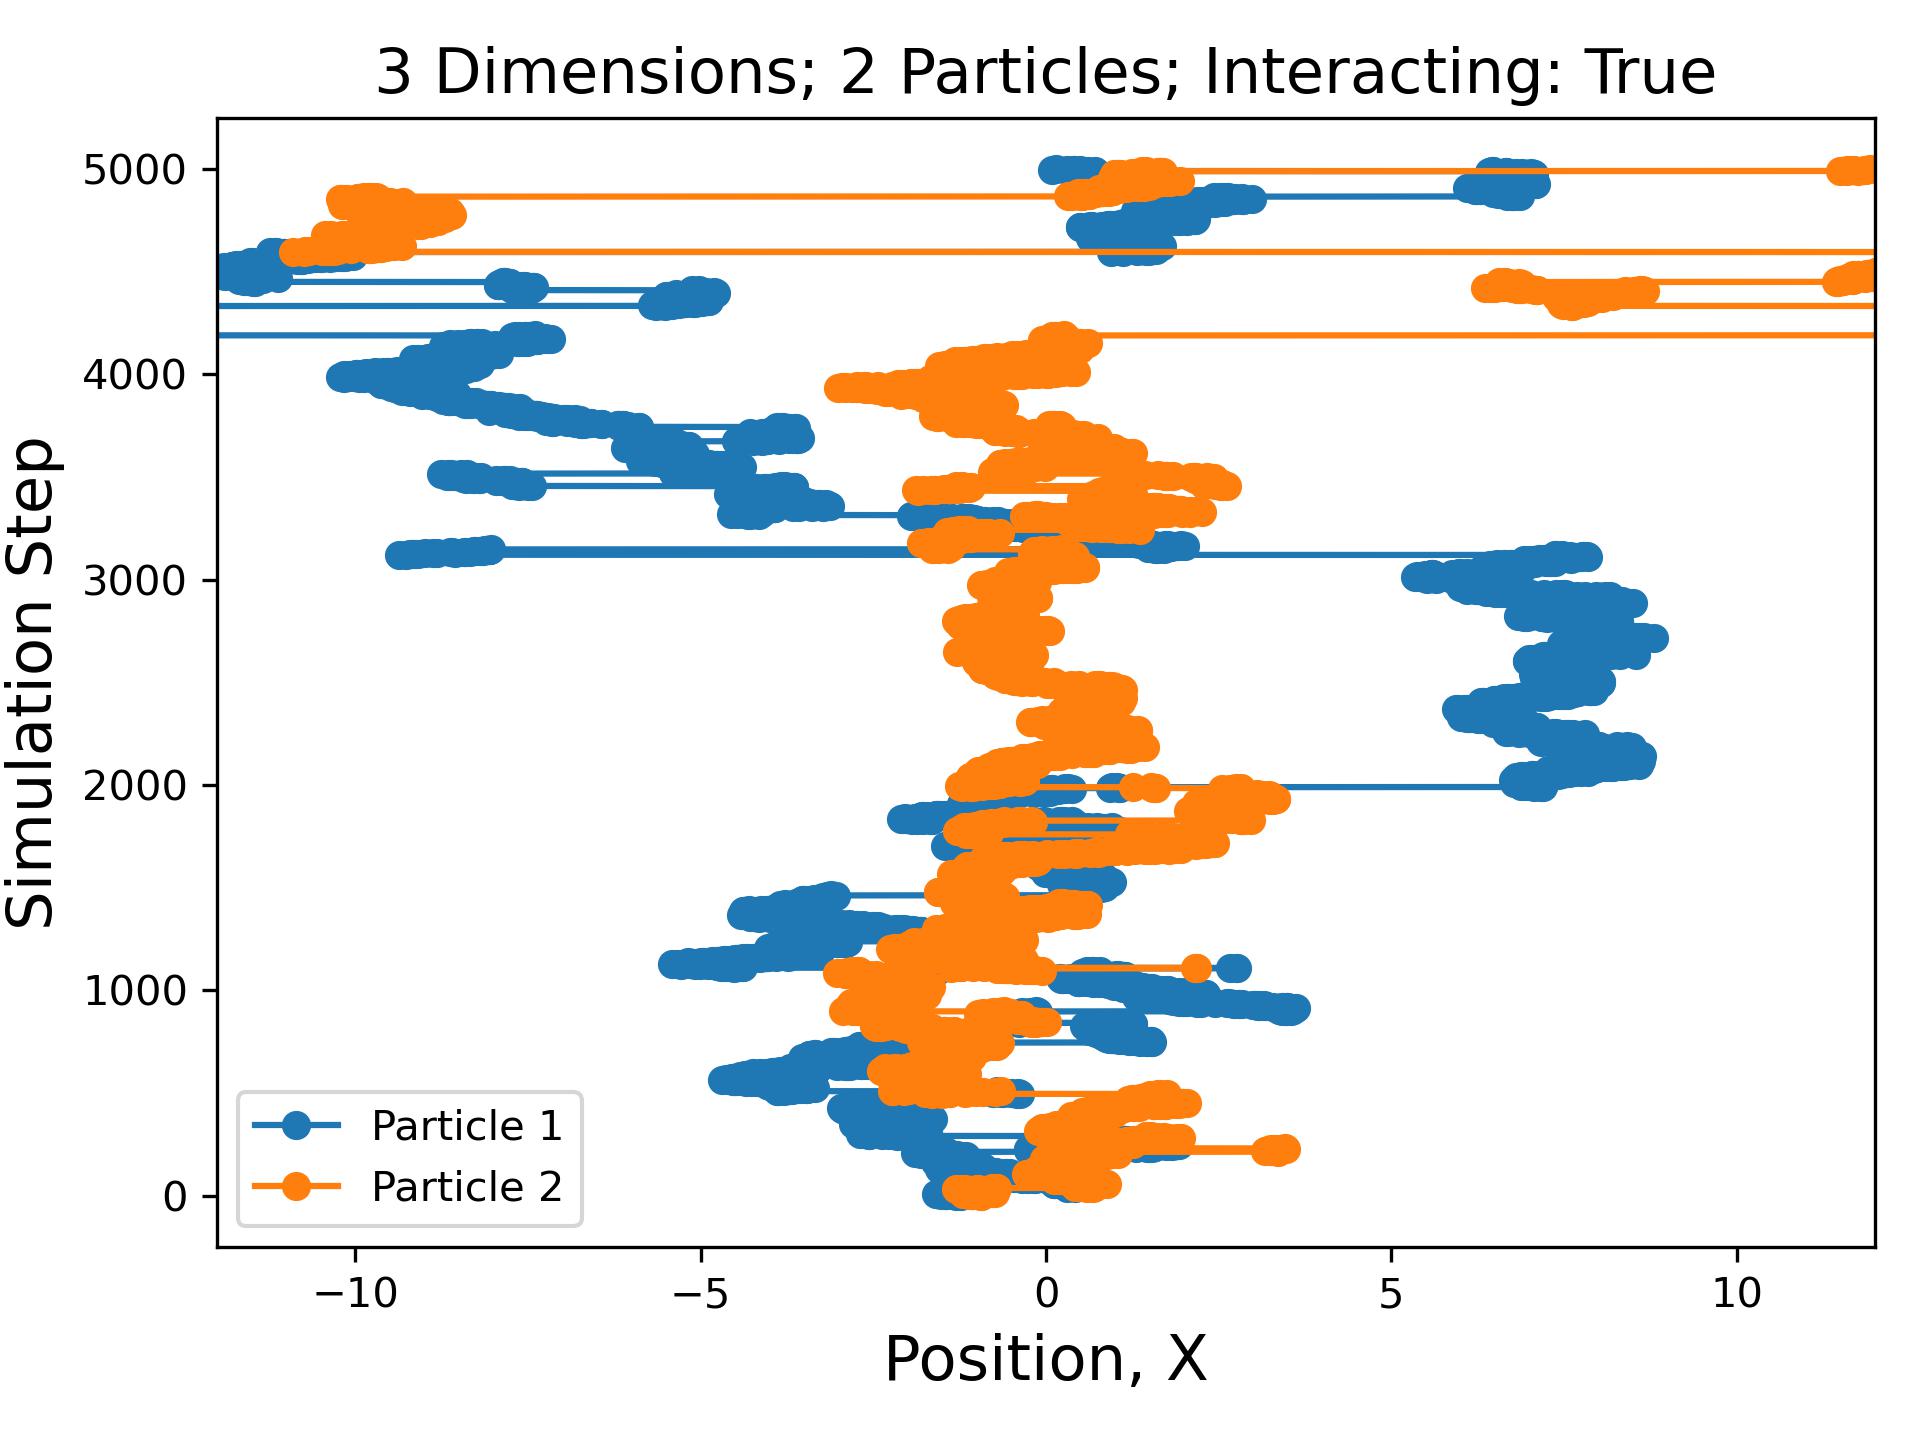 3 Dimensions; 2 Particles; Interacting: True
Simulation Step
5000
4000
3000
2000
1000
0
Particle 1
Particle 2
−10
−5
0
5
10
Position, X